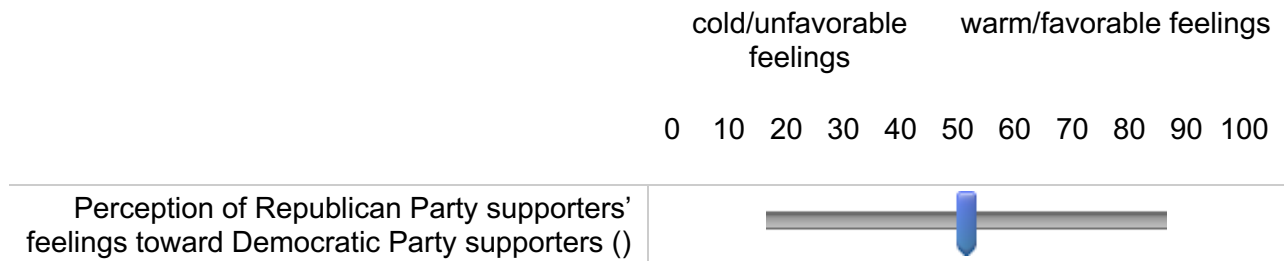 cold/unfavorable feelings
warm/favorable feelings
0 10 20 30 40 50 60 70 80 90 100
Perception of Republican Party supporters’
feelings toward Democratic Party supporters ()